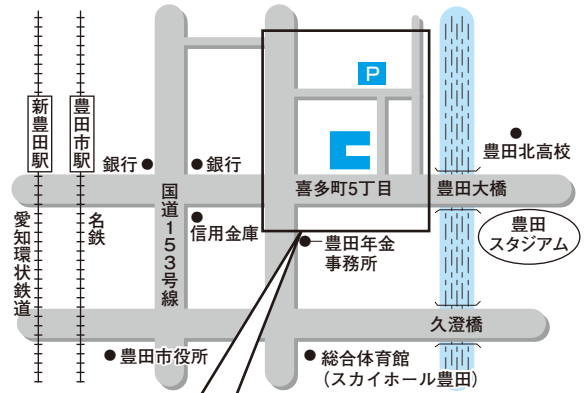 P
新豊田駅
豊田市駅
銀行
銀行
豊田北高校
喜多町5丁目
豊田大橋
愛知環状鉄道
名鉄
国道153号線
信用金庫
豊田年金
事務所
豊田
スタジアム
久澄橋
豊田市役所
総合体育館
(スカイホール豊田)